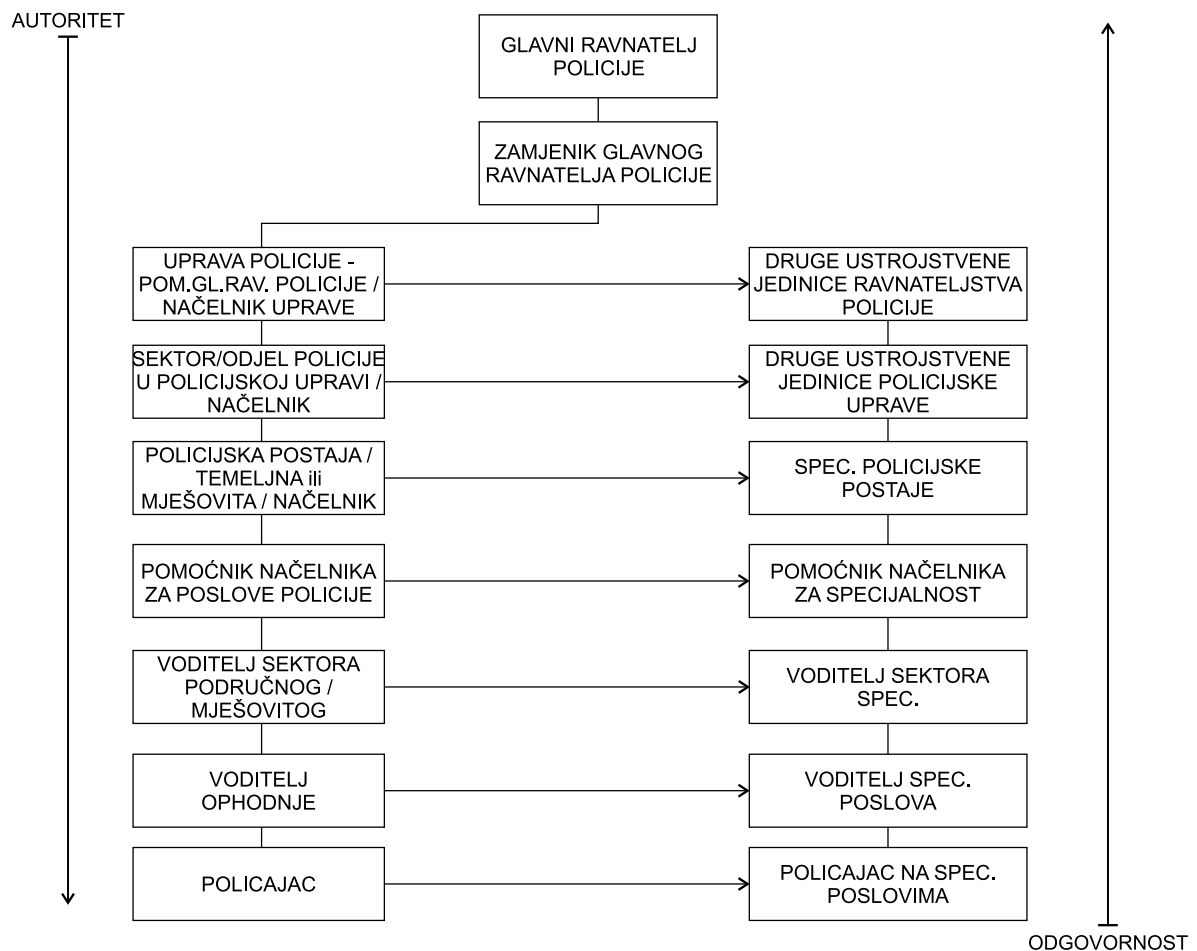 AUTORITET
GLAVNI RAVNATELJ
POLICIJE
ZAMJENIK GLAVNOG
RAVNATELJA POLICIJE
UPRAVA POLICIJE -
POM.GL.RAV. POLICIJE /
NAČELNIK UPRAVE
DRUGE USTROJSTVENE
JEDINICE RAVNATELJSTVA
POLICIJE
SEKTOR/ODJEL POLICIJE
U POLICIJSKOJ UPRAVI /
NAČELNIK
DRUGE USTROJSTVENE
JEDINICE POLICIJSKE
UPRAVE
POLICIJSKA POSTAJA /
TEMELJNA ili
MJEŠOVITA / NAČELNIK
SPEC. POLICIJSKE
POSTAJE
POMOĆNIK NAČELNIKA
ZA POSLOVE POLICIJE
POMOĆNIK NAČELNIKA
ZA SPECIJALNOST
VODITELJ SEKTORA
PODRUČNOG /
MJEŠOVITOG
VODITELJ SEKTORA
SPEC.
VODITELJ
OPHODNJE
VODITELJ SPEC.
POSLOVA
POLICAJAC
POLICAJAC NA SPEC.
POSLOVIMA
ODGOVORNOST